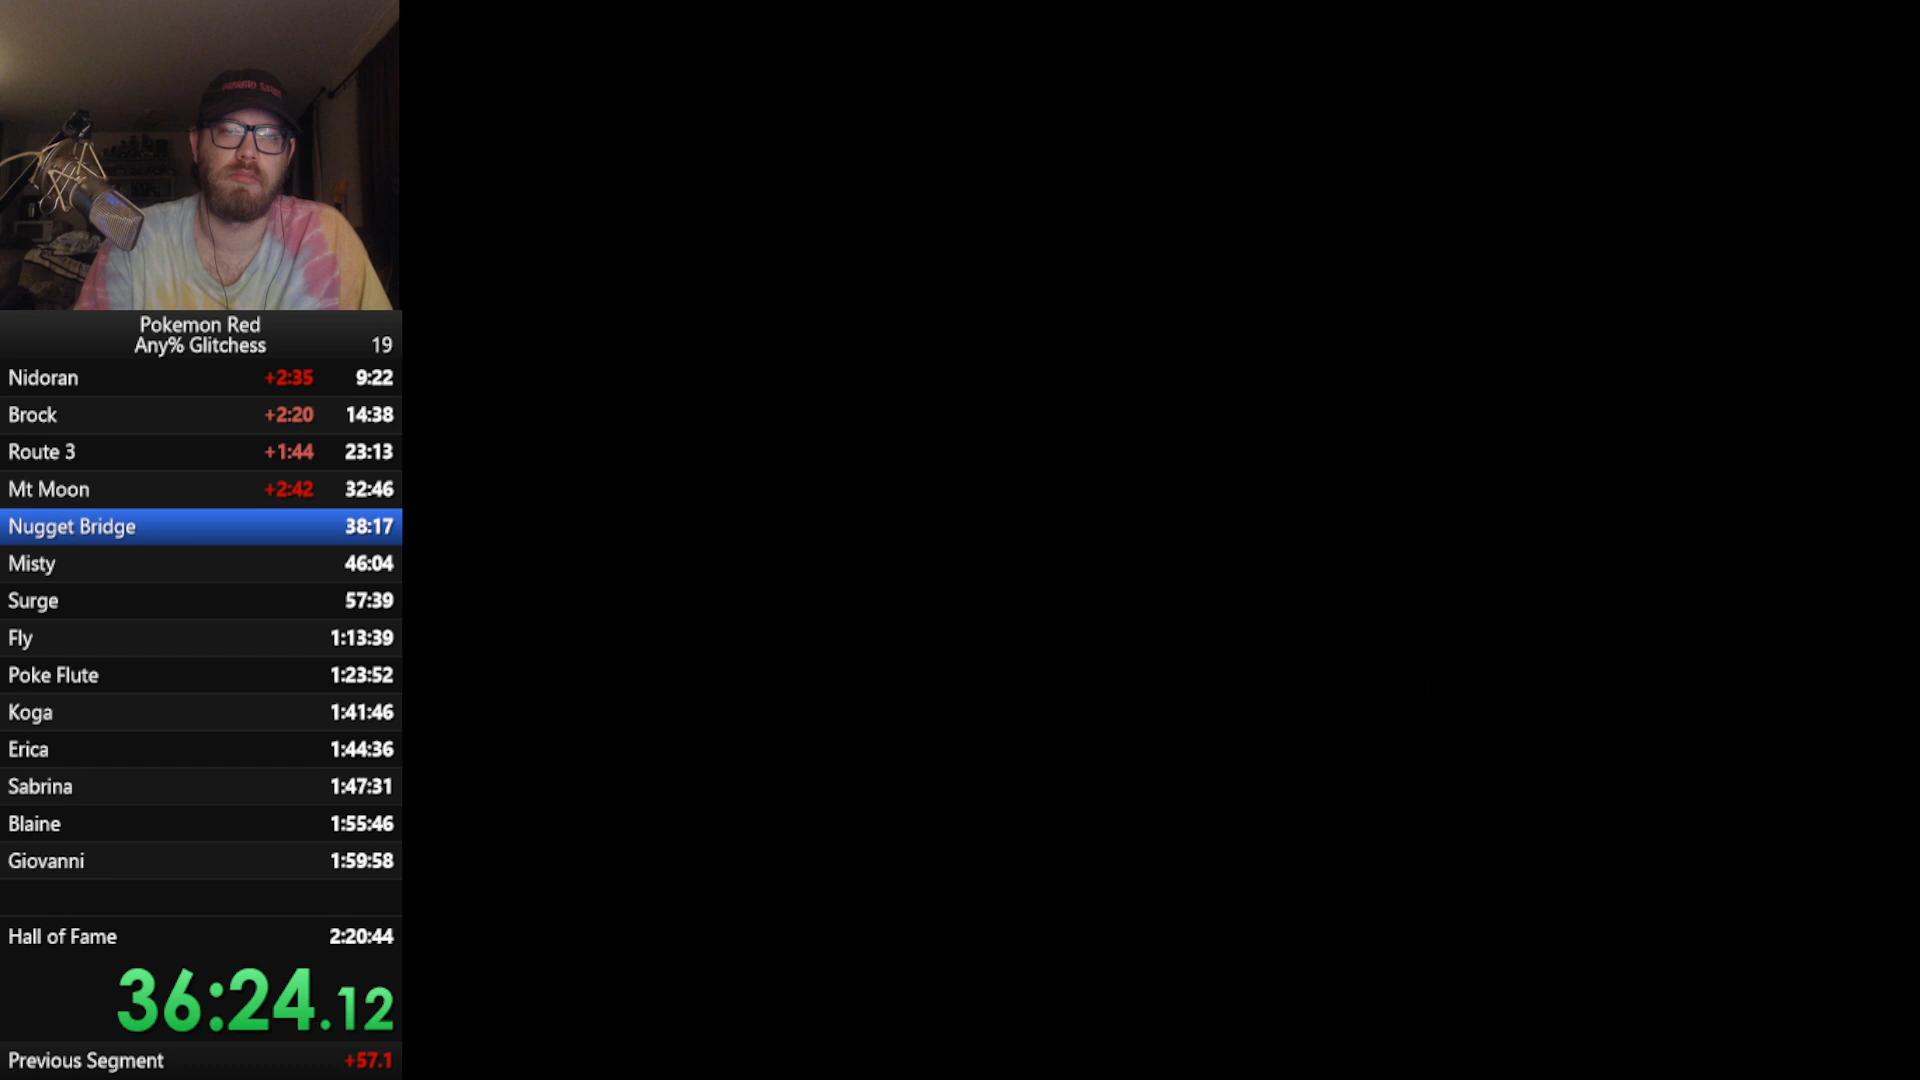 Pokemon Red
Any% Glitchess 19
Nidoran +2:35 9:22
Brock +2:20 14:38
Route 3 +1:44 23:13
Mt Moon +2:42 32:46
Nugget Bridge 38:17
Misty 46:04
Surge 57:39
Fly 1:13:39
Poke Flute 1:23:52
Koga 1:41:46
Erica 1:44:36
Sabrina 1:47:31
Blaine 1:55:46
Giovanni 1:59:58
Hall of Fame 2:20:44
36:24.12
Previous Segment +57.1